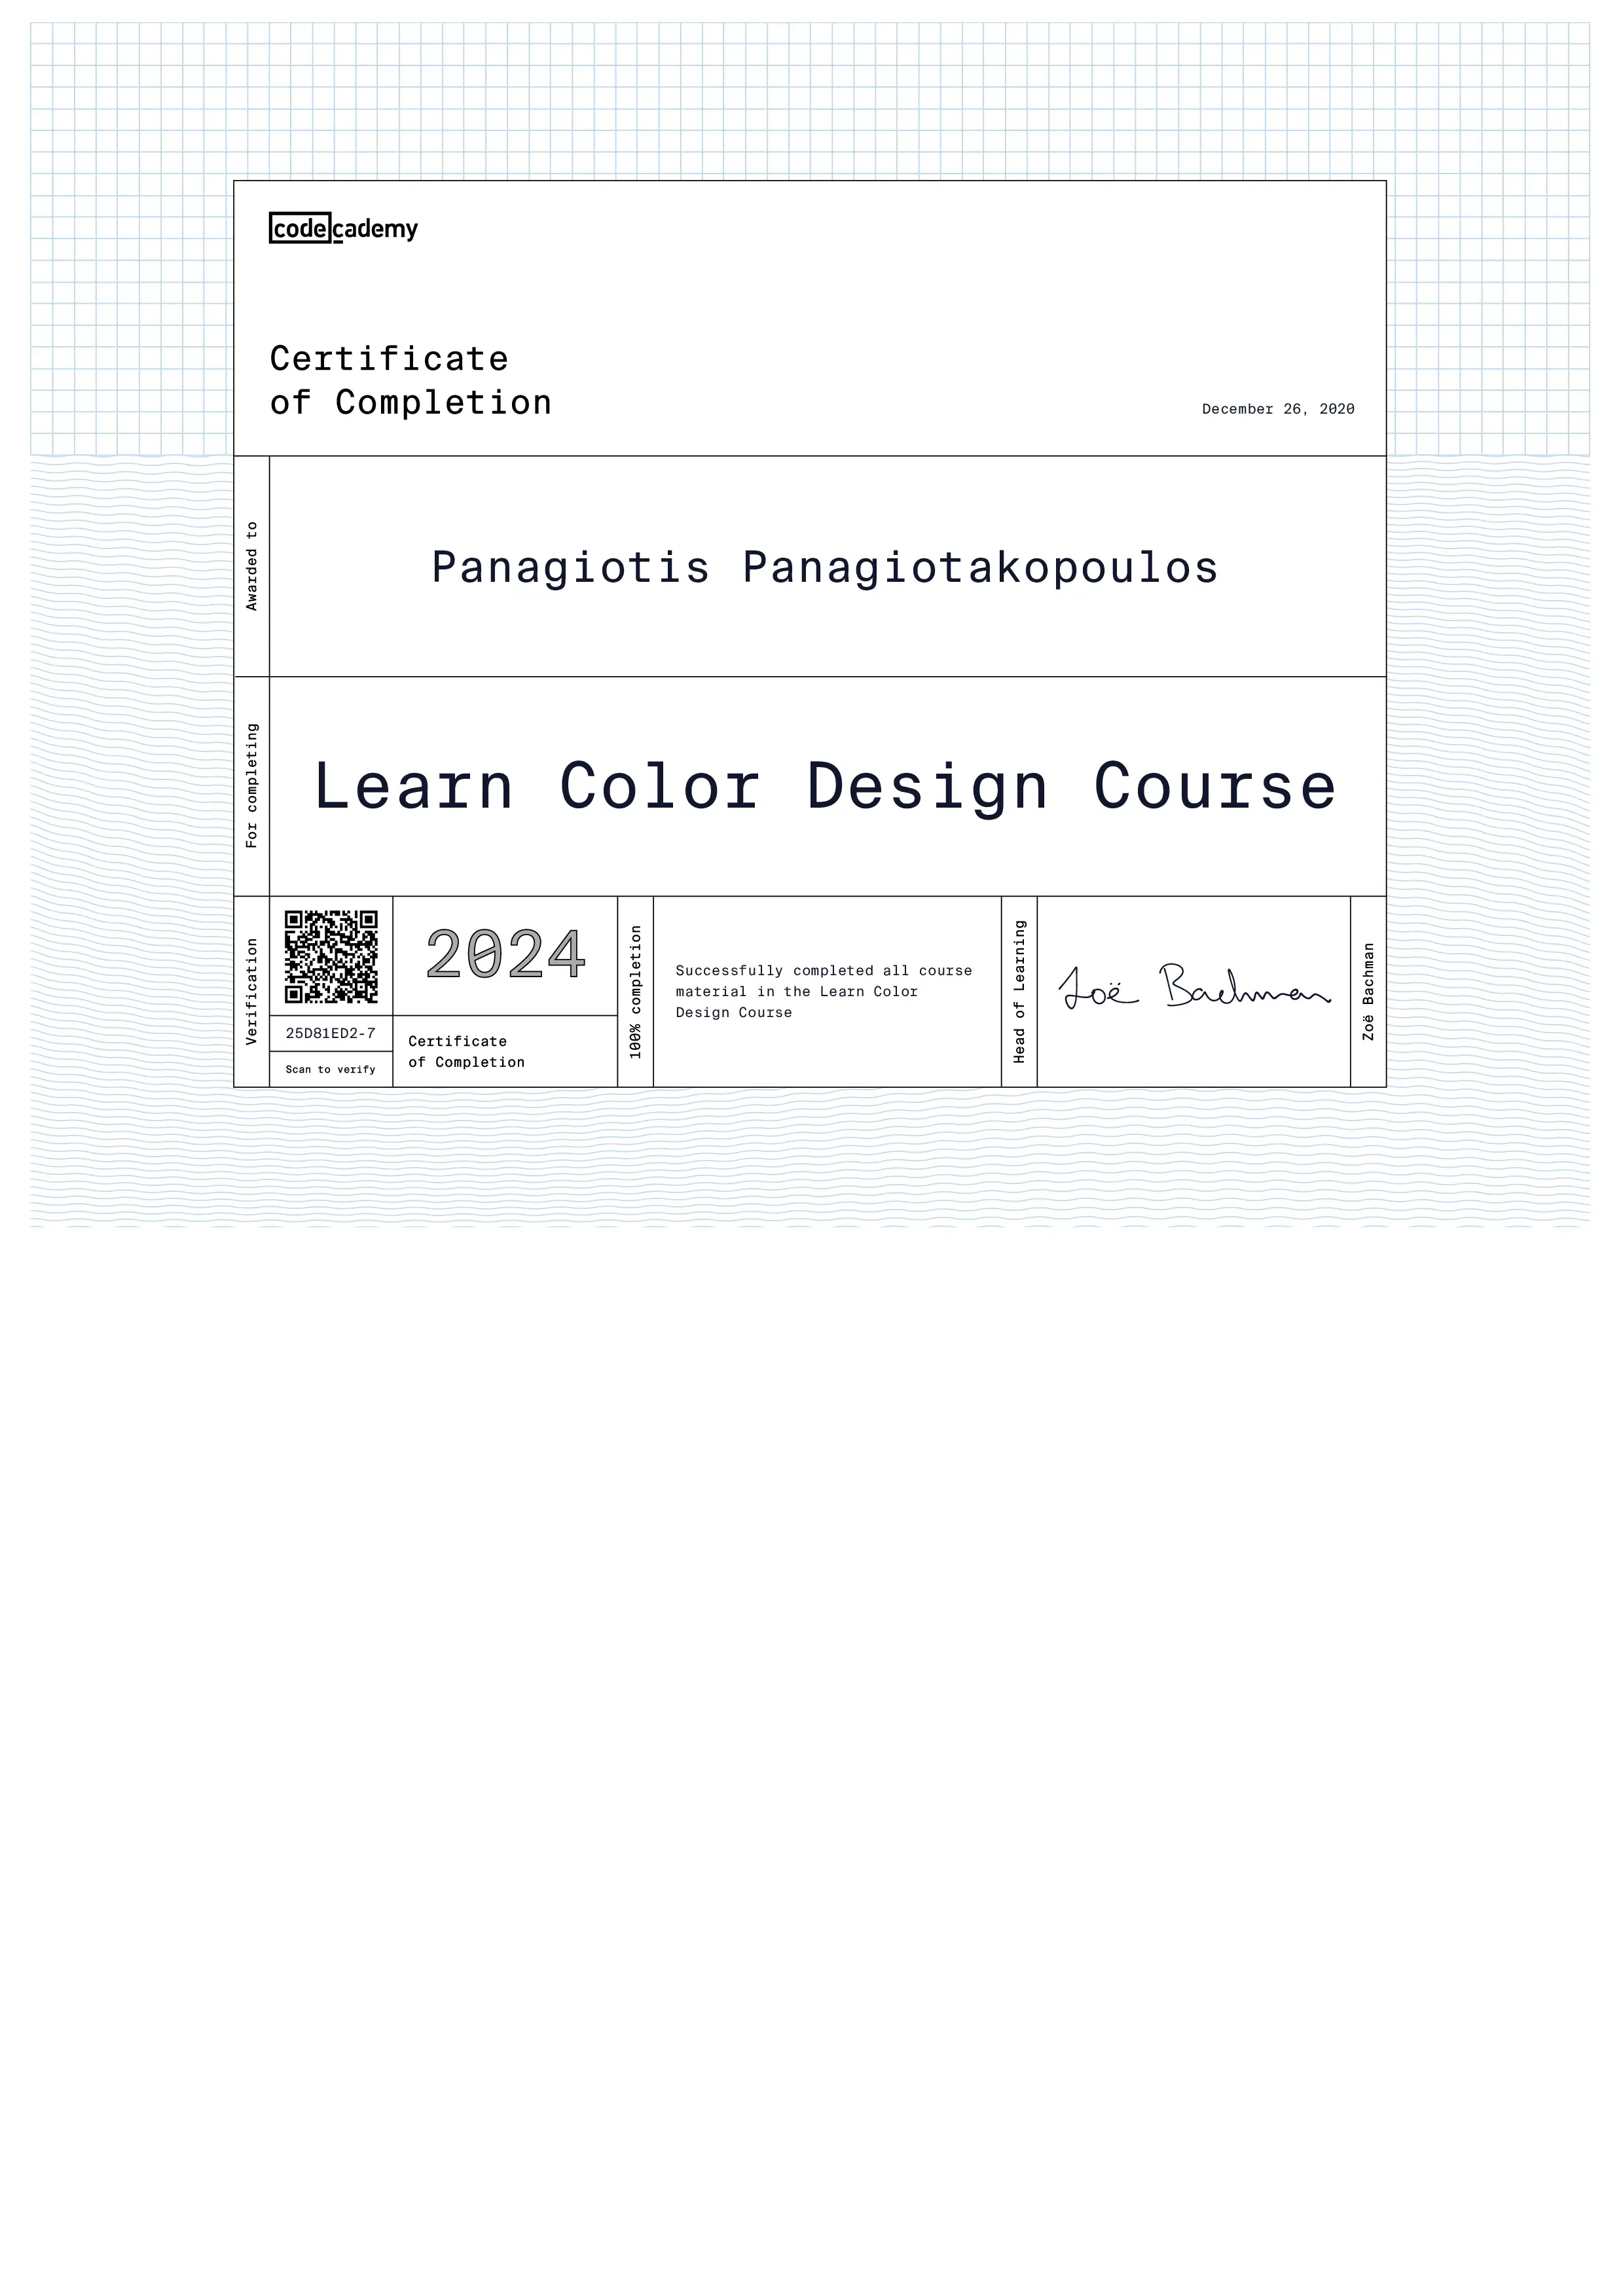 codecademy
Certificate
of Completion
December 26, 2020
Awarded to
Panagiotis Panagiotakopoulos
For completing
Learn Color Design Course
Verification
25D81ED2-7
Scan to verify
2024
Certificate
of Completion
100% completion
Successfully completed all course
material in the Learn Color
Design Course
Head of Learning
Zoë Bachman
Zoë Bachman